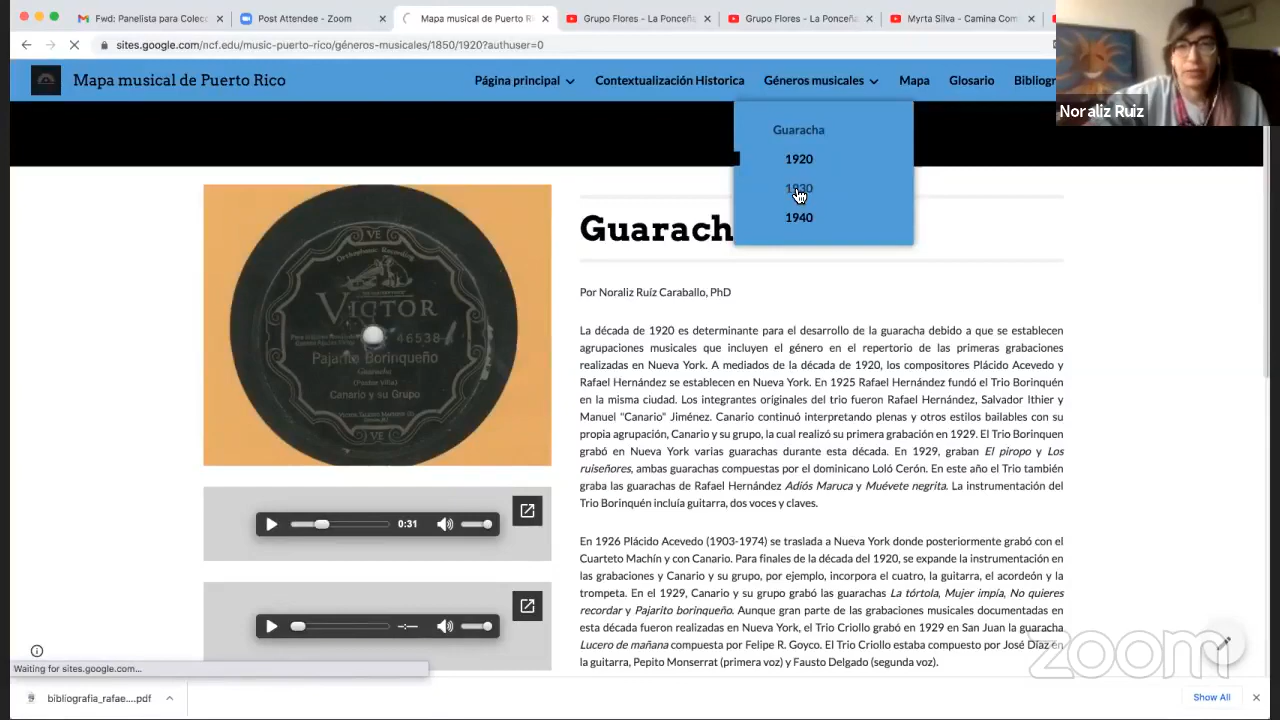 Fwd: Panelista para Colecc
Post Attendee - Zoom
Mapa musical de Puerto Ri
Grupo Flores - La Ponceña
Grupo Flores - La Ponceña
Myrta Silva - Camina Com
sites.google.com/ncf.edu/music-puerto-rico/géneros-musicales/1850/1920?authuser=0
Mapa musical de Puerto Rico
Página principal
Contextualización Historica
Géneros musicales
Mapa
Glosario
Bibliogr
Noraliz Ruiz
Guaracha
1920
1930
1940
Guarach
Por Noraliz Ruíz Caraballo, PhD
La década de 1920 es determinante para el desarrollo de la guaracha debido a que se establecen
agrupaciones musicales que incluyen el género en el repertorio de las primeras grabaciones
realizadas en Nueva York. A mediados de la década de 1920, los compositores Plácido Acevedo y
Rafael Hernández se establecen en Nueva York. En 1925 Rafael Hernández fundó el Trio Borinquén
en la misma ciudad. Los integrantes originales del trio fueron Rafael Hernández, Salvador Ithier y
Manuel "Canario" Jiménez. Canario continuó interpretando plenas y otros estilos bailables con su
propia agrupación, Canario y su grupo, la cual realizó su primera grabación en 1929. El Trio Borinquen
grabó en Nueva York varias guarachas durante esta década. En 1929, graban El piropo y Los
ruiseñores, ambas guarachas compuestas por el dominicano Loló Cerón. En este año el Trio también
graba las guarachas de Rafael Hernández Adiós Maruca y Muévete negrita. La instrumentación del
Trio Borinquén incluía guitarra, dos voces y claves.
En 1926 Plácido Acevedo (1903-1974) se traslada a Nueva York donde posteriormente grabó con el
Cuarteto Machín y con Canario. Para finales de la década del 1920, se expande la instrumentación en
las grabaciones y Canario y su grupo, por ejemplo, incorpora el cuatro, la guitarra, el acordeón y la
trompeta. En el 1929, Canario y su grupo grabó las guarachas La tórtola, Mujer impía, No quieres
recordar y Pajarito borinqueño. Aunque gran parte de las grabaciones musicales documentadas en
esta década fueron realizadas en Nueva York, el Trio Criollo grabó en 1929 en San Juan la guaracha
Lucero de mañana compuesta por Felipe R. Goyco. El Trio Criollo estaba compuesto por José Díaz en
la guitarra, Pepito Monserrat (primera voz) y Fausto Delgado (segunda voz).
VE
Orthophonic Recording
VICTOR
46538
Pajarito Borinqueño
Guaracha
Canario y su Grupo
VE
0:31
-:--
zoom
Waiting for sites.google.com...
bibliografia_rafae....pdf
Show All